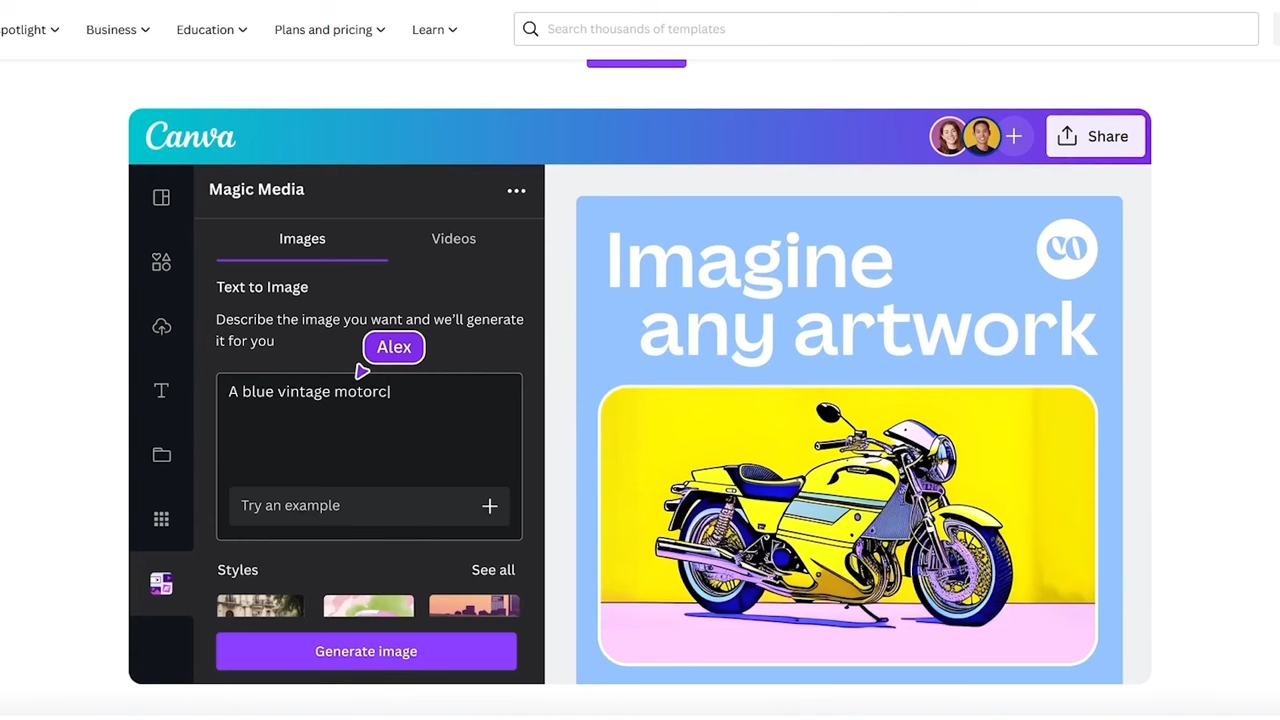 potlight
Business
Education
Plans and pricing
Learn
Search thousands of templates
Canva
Share
Magic Media
Images
Videos
Text to Image
Describe the image you want and we'll generate
it for you
Alex
A blue vintage motorc
Try an example
Styles
See all
Generate image
Imagine
any artwork
co